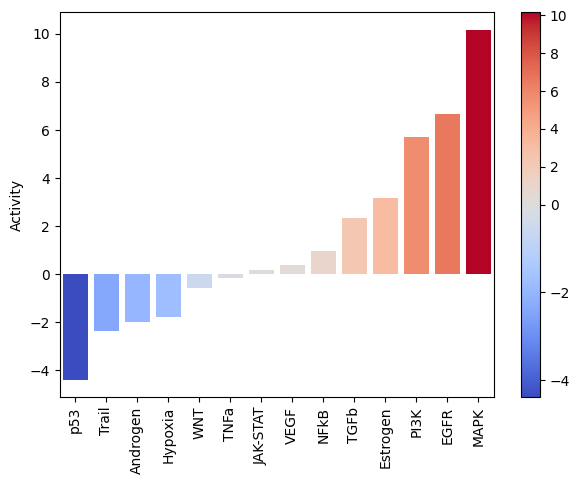 Activity
10
8
6
4
2
0
−2
−4
p53
Trail
Androgen
Hypoxia
WNT
TNFa
JAK-STAT
VEGF
NFkB
TGFb
Estrogen
PI3K
EGFR
MAPK
10
8
6
4
2
0
−2
−4